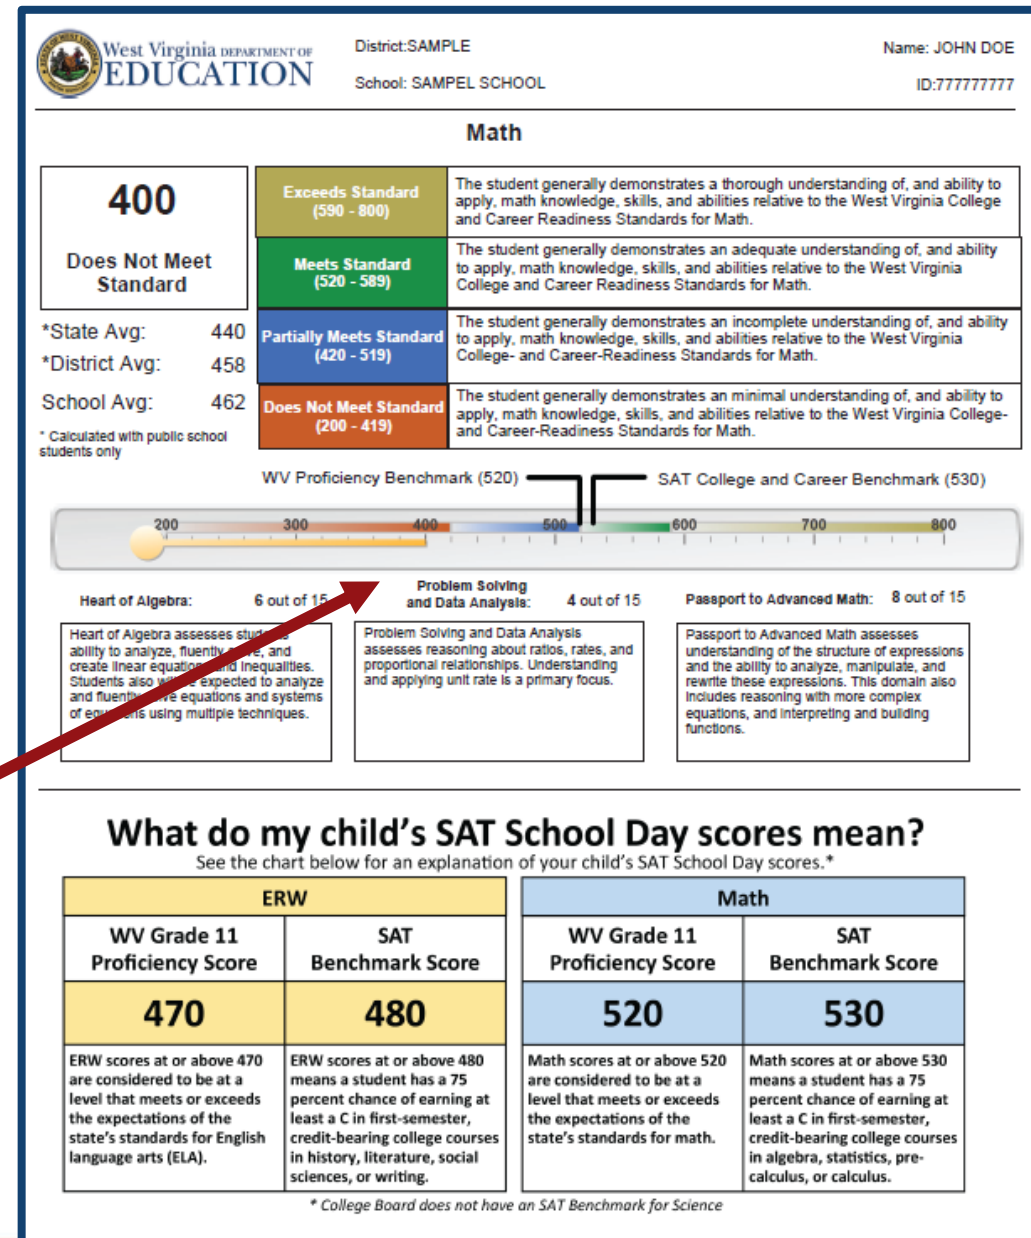 West Virginia DEPARTMENT OF
EDUCATION
District:SAMPLE
School: SAMPEL SCHOOL
Name: JOHN DOE
ID:777777777
Math
400
Does Not Meet
Standard
*State Avg: 440
*District Avg: 458
School Avg: 462
* Calculated with public school
students only
Exceeds Standard
(590 - 800)
The student generally demonstrates a thorough understanding of, and ability to
apply, math knowledge, skills, and abilities relative to the West Virginia College
and Career Readiness Standards for Math.
Meets Standard
(520 - 589)
The student generally demonstrates an adequate understanding of, and ability
to apply, math knowledge, skills, and abilities relative to the West Virginia
College and Career Readiness Standards for Math.
Partially Meets Standard
(420 - 519)
The student generally demonstrates an incomplete understanding of, and ability
to apply, math knowledge, skills, and abilities relative to the West Virginia
College- and Career-Readiness Standards for Math.
Does Not Meet Standard
(200 - 419)
The student generally demonstrates an minimal understanding of, and ability to
apply, math knowledge, skills, and abilities relative to the West Virginia College-
and Career-Readiness Standards for Math.
WV Proficiency Benchmark (520)
SAT College and Career Benchmark (530)
200 300 400 500 600 700 800
Heart of Algebra: 6 out of 15
Heart of Algebra assesses students
ability to analyze, fluently solve, and
create linear equations and inequalities.
Students also will be expected to analyze
and fluently solve equations and systems
of equations using multiple techniques.
Problem Solving
and Data Analysis: 4 out of 15
Problem Solving and Data Analysis
assesses reasoning about ratios, rates, and
proportional relationships. Understanding
and applying unit rate is a primary focus.
Passport to Advanced Math: 8 out of 15
Passport to Advanced Math assesses
understanding of the structure of expressions
and the ability to analyze, manipulate, and
rewrite these expressions. This domain also
includes reasoning with more complex
equations, and interpreting and building
functions.
What do my child's SAT School Day scores mean?
See the chart below for an explanation of your child's SAT School Day scores.*
ERW
WV Grade 11
Proficiency Score
SAT
Benchmark Score
470
480
ERW scores at or above 470
are considered to be at a
level that meets or exceeds
the expectations of the
state's standards for English
language arts (ELA).
ERW scores at or above 480
means a student has a 75
percent chance of earning at
least a C in first-semester,
credit-bearing college courses
in history, literature, social
sciences, or writing.
Math
WV Grade 11
Proficiency Score
SAT
Benchmark Score
520
530
Math scores at or above 520
are considered to be at a
level that meets or exceeds
the expectations of the
state's standards for math.
Math scores at or above 530
means a student has a 75
percent chance of earning at
least a C in first-semester,
credit-bearing college courses
in algebra, statistics, pre-
calculus, or calculus.
* College Board does not have an SAT Benchmark for Science